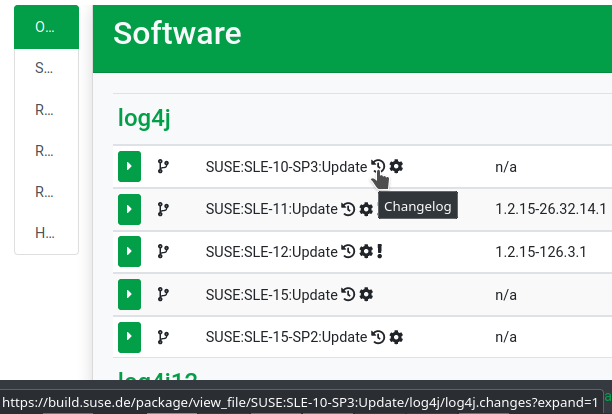 O...
S...
R...
R...
R...
H...
Software
log4j
SUSE:SLE-10-SP3:Update n/a
Changelog
SUSE:SLE-11:Update 1.2.15-26.32.14.1
SUSE:SLE-12:Update 1.2.15-126.3.1
SUSE:SLE-15:Update n/a
SUSE:SLE-15-SP2:Update n/a
log4j12
https://build.suse.de/package/view_file/SUSE:SLE-10-SP3:Update/log4j/log4j.changes?expand=1